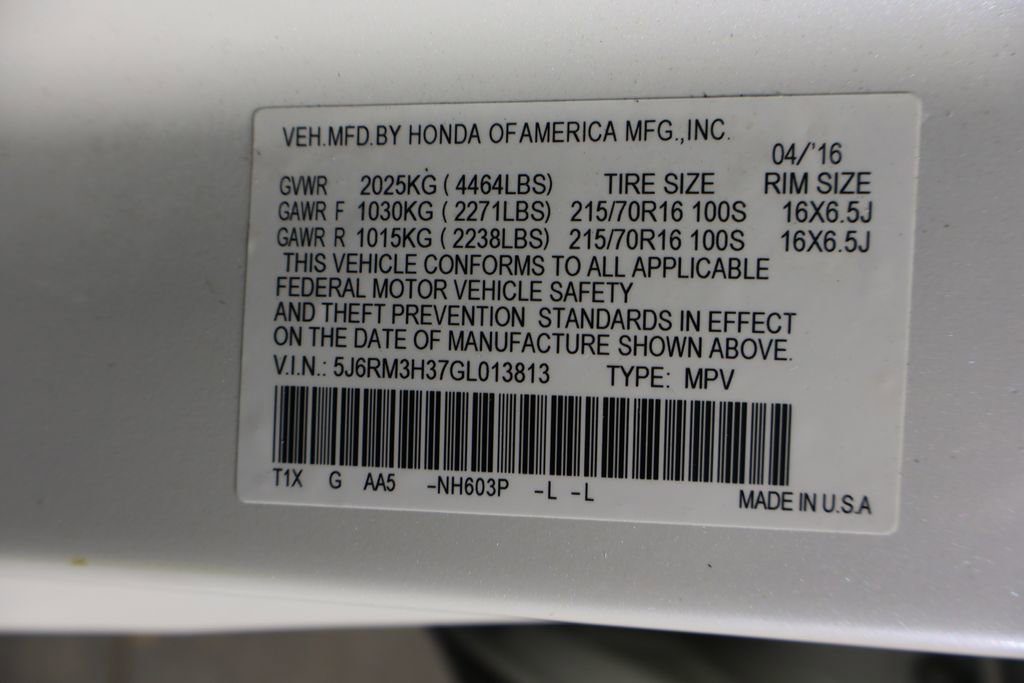 VEH.MFD.BY HONDA OF AMERICA MFG.,INC.
04/'16
GVWR 2025KG ( 4464LBS) TIRE SIZE RIM SIZE
GAWR F 1030KG ( 2271LBS) 215/70R16 100S 16X6.5J
GAWR R 1015KG ( 2238LBS) 215/70R16 100S 16X6.5J
THIS VEHICLE CONFORMS TO ALL APPLICABLE
FEDERAL MOTOR VEHICLE SAFETY
AND THEFT PREVENTION STANDARDS IN EFFECT
ON THE DATE OF MANUFACTURE SHOWN ABOVE.
V.I.N.: 5J6RM3H37GL013813 TYPE: MPV
T1X G AA5 -NH603P -L -L
MADE IN U.S.A